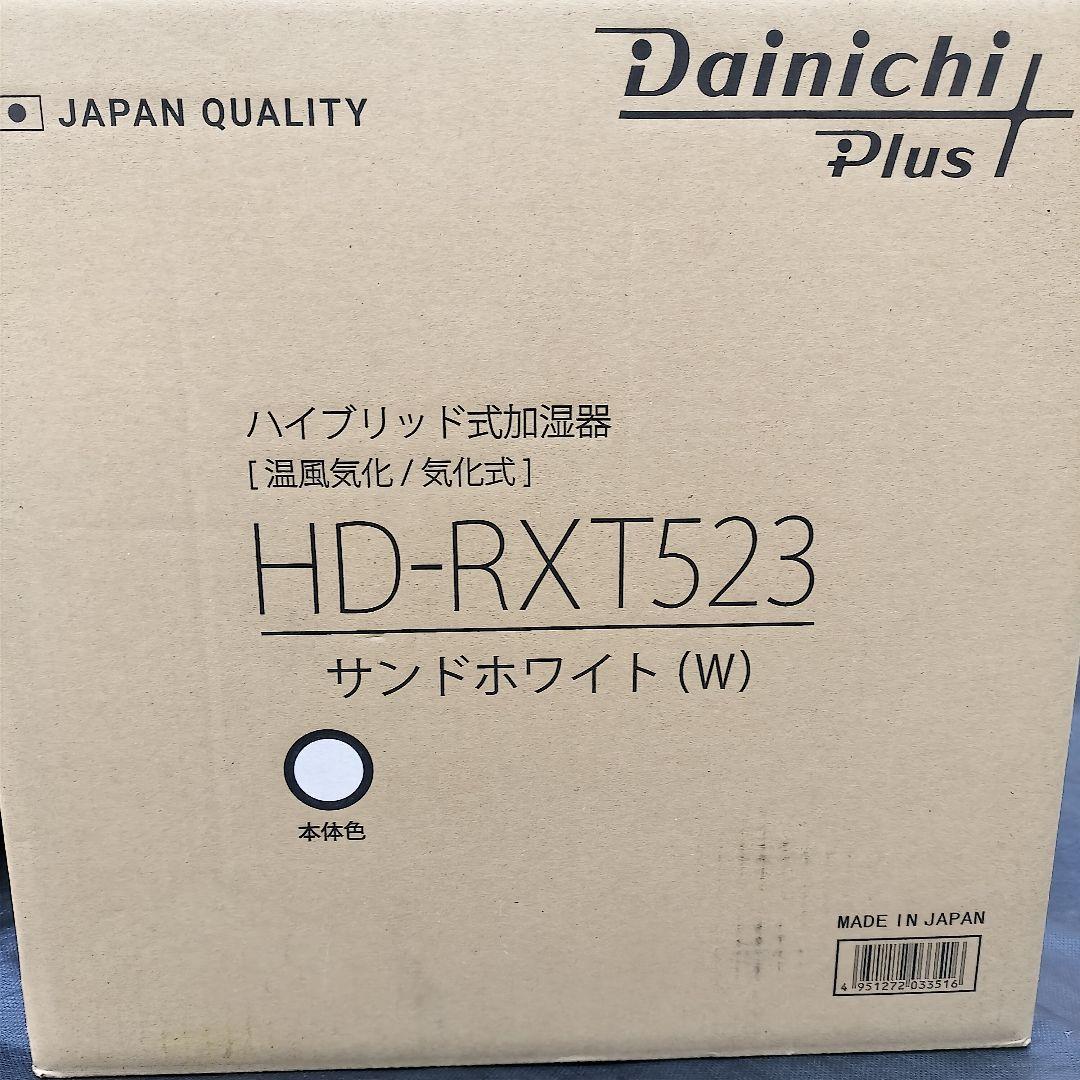 JAPAN QUALITY
Dainichi
Plus
ハイブリッド式加湿器
[ 温風気化 / 気化式 ]
HD-RXT523
サンドホワイト (W)
本体色
MADE IN JAPAN
4 951272 033516